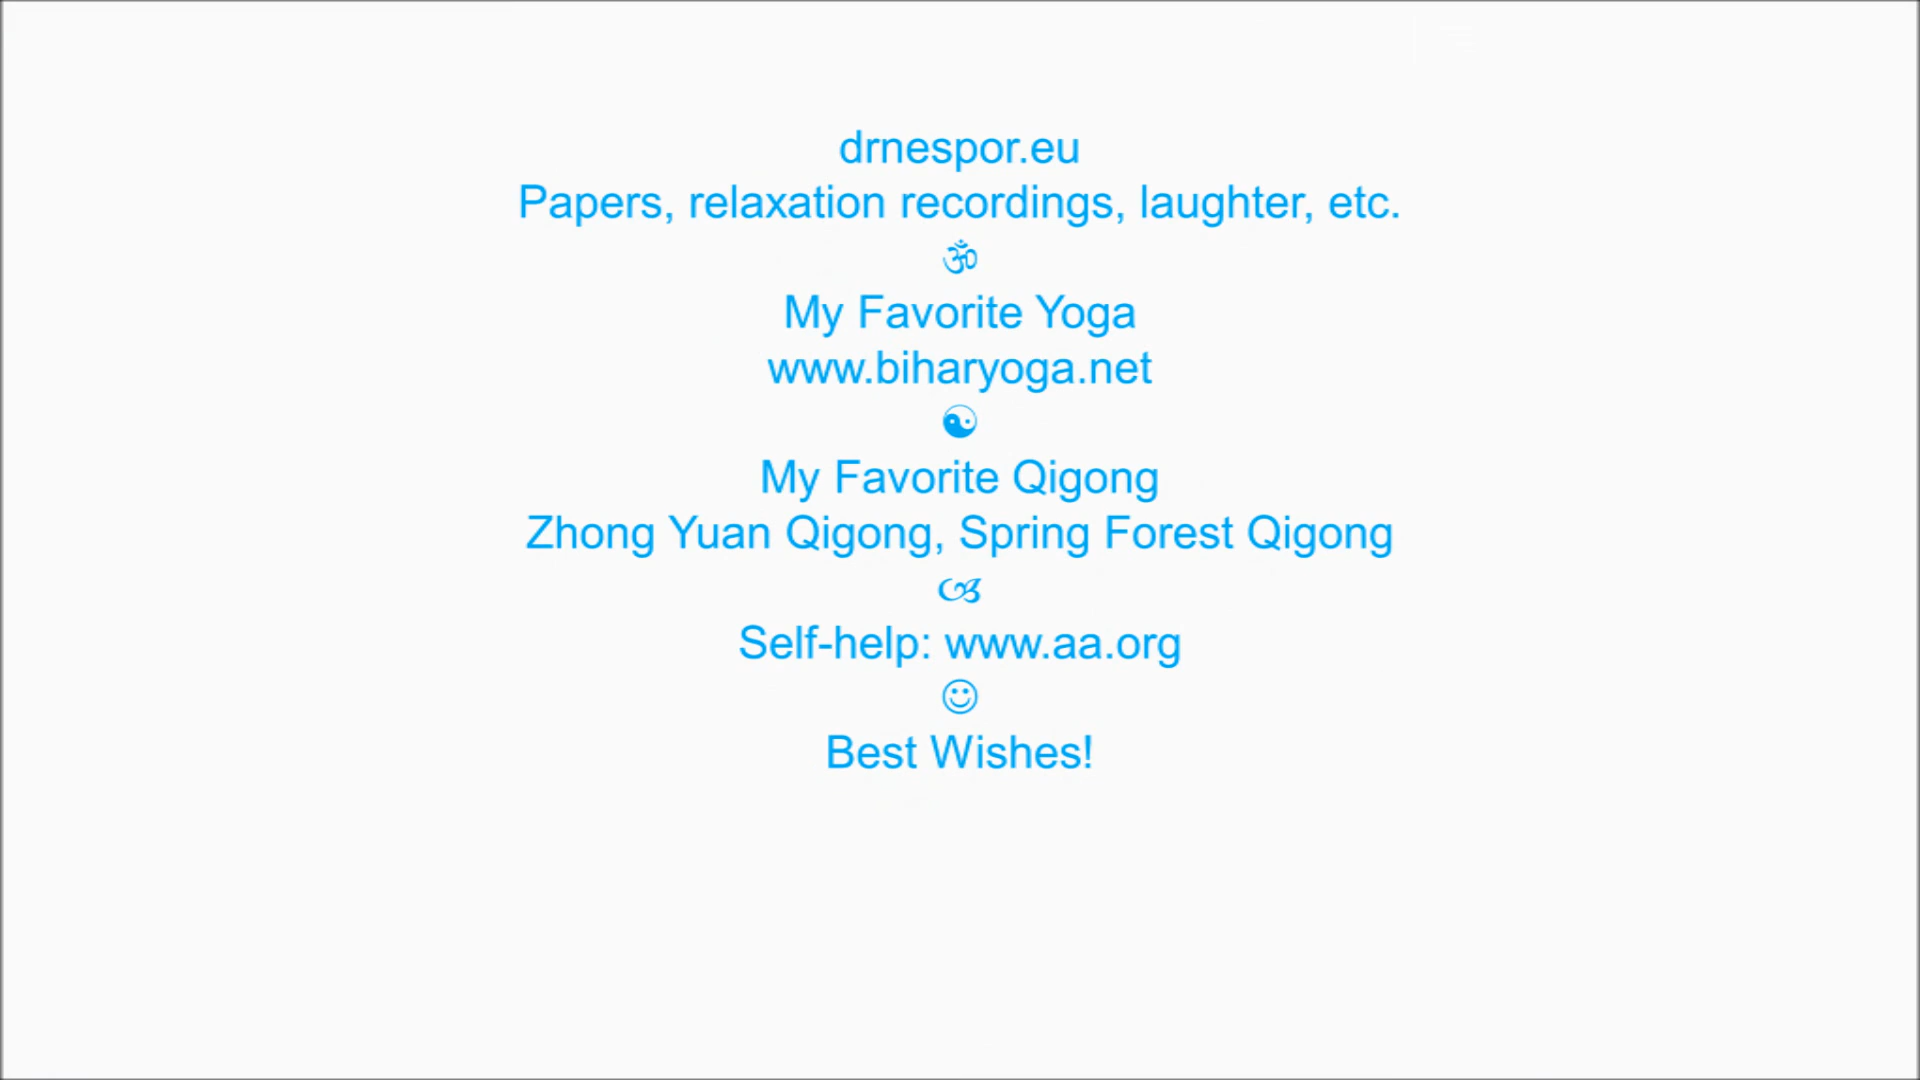 drnespor.eu
Papers, relaxation recordings, laughter, etc.
ॐ
My Favorite Yoga
www.biharyoga.net
☯
My Favorite Qigong
Zhong Yuan Qigong, Spring Forest Qigong
🙚
Self-help: www.aa.org
☺
Best Wishes!